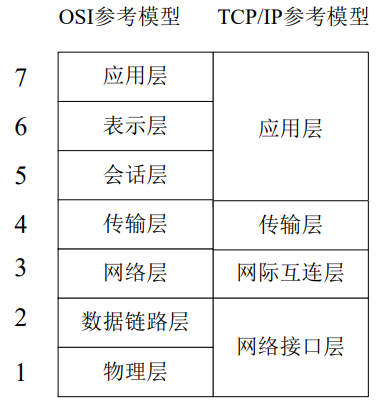 OSI参考模型 TCP/IP参考模型
7 应用层
6 表示层 应用层
5 会话层
4 传输层 传输层
3 网络层 网际互连层
2 数据链路层
网络接口层
1 物理层